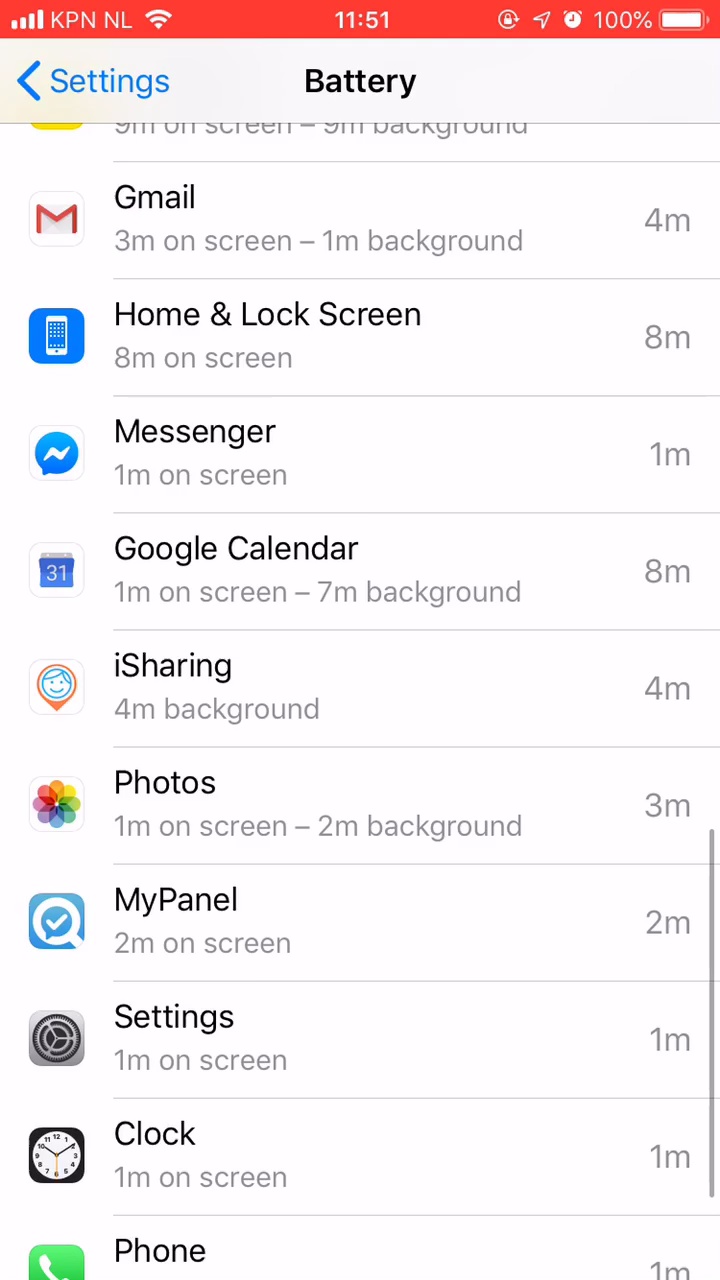 KPN NL 11:51 100%
Settings Battery
9m on screen – 9m background
Gmail
3m on screen – 1m background
4m
Home & Lock Screen
8m on screen
8m
Messenger
1m on screen
1m
Google Calendar
1m on screen – 7m background
8m
31
iSharing
4m background
4m
Photos
1m on screen – 2m background
3m
MyPanel
2m on screen
2m
Settings
1m on screen
1m
Clock
1m on screen
1m
Phone
1m